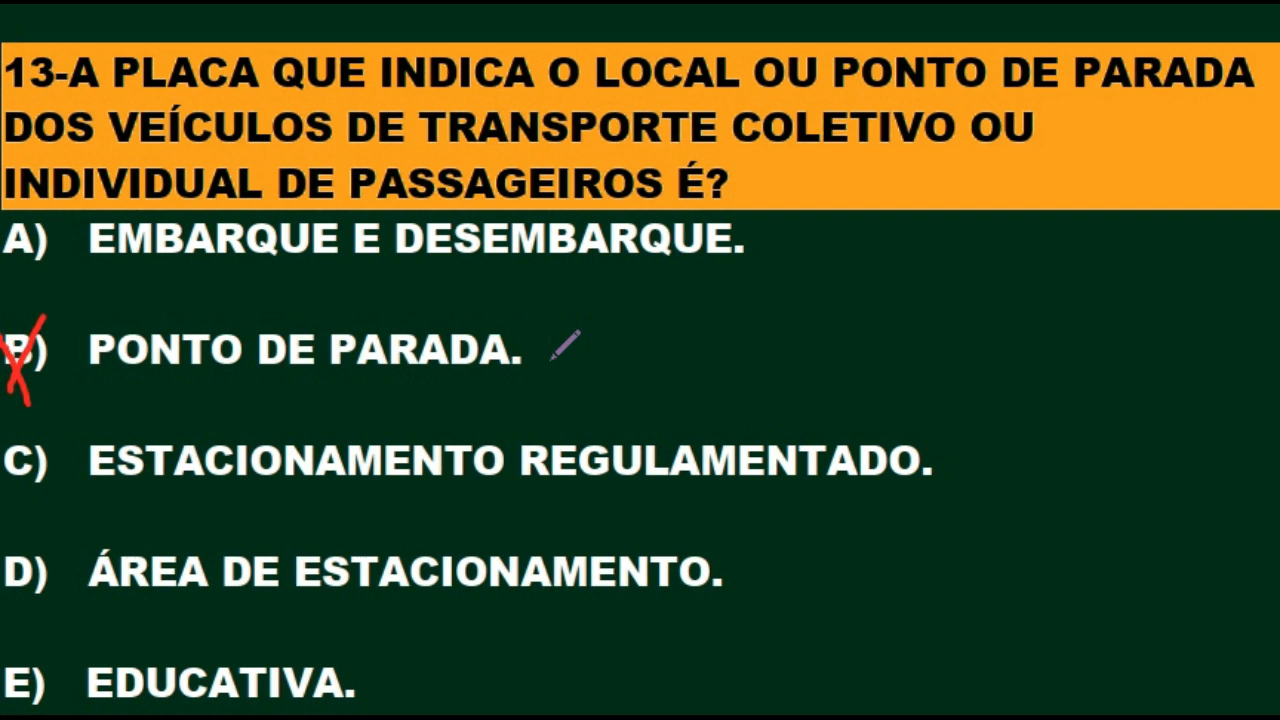 13-A PLACA QUE INDICA O LOCAL OU PONTO DE PARADA
DOS VEÍCULOS DE TRANSPORTE COLETIVO OU
INDIVIDUAL DE PASSAGEIROS É?
A) EMBARQUE E DESEMBARQUE.
B) PONTO DE PARADA.
C) ESTACIONAMENTO REGULAMENTADO.
D) ÁREA DE ESTACIONAMENTO.
E) EDUCATIVA.